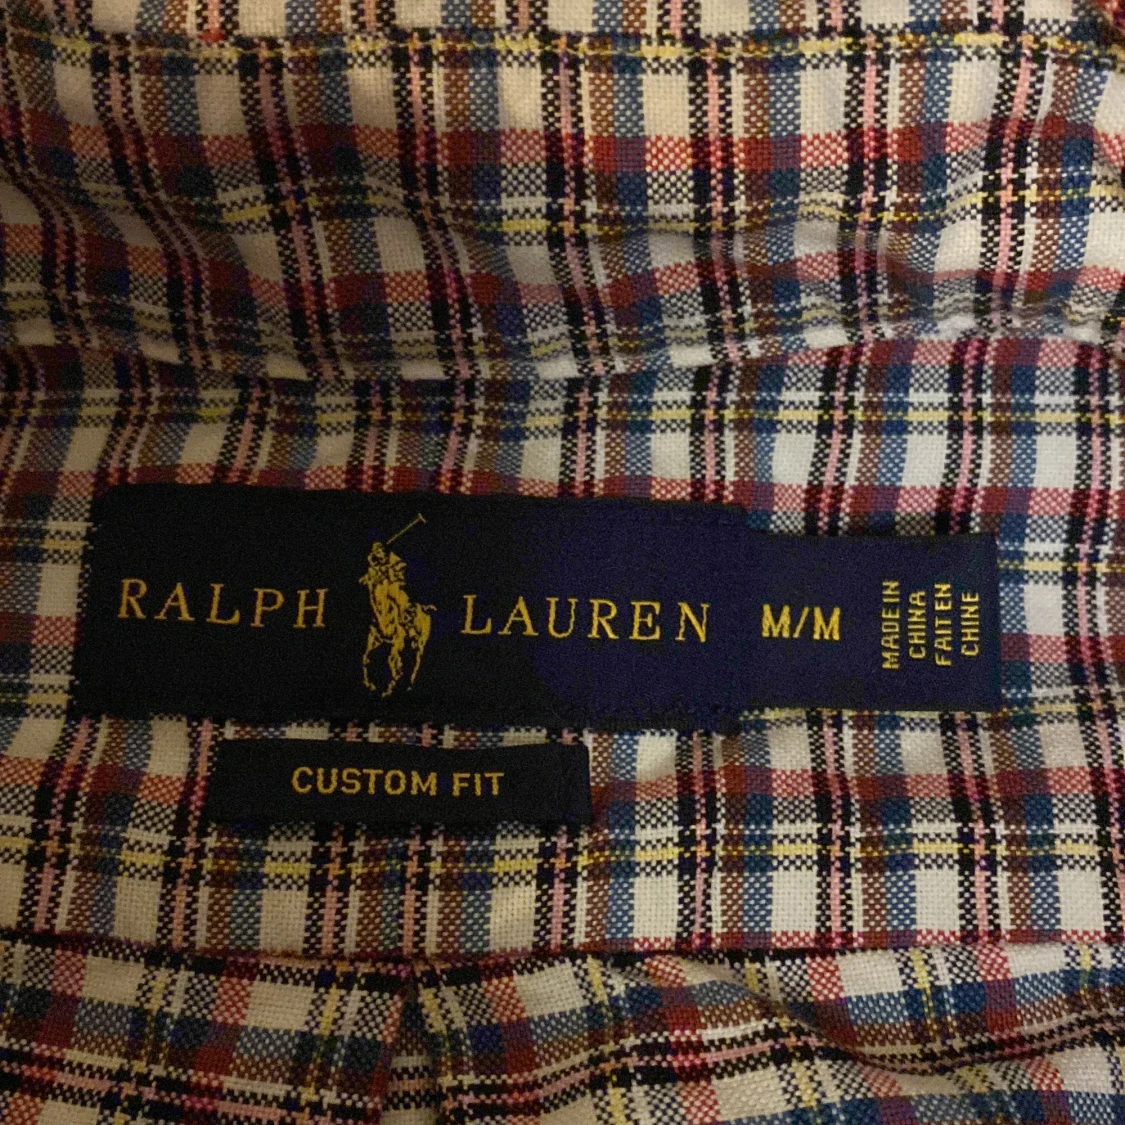 RALPH LAUREN
M/M
MADE IN
CHINA
FAIT EN
CHINE
CUSTOM FIT